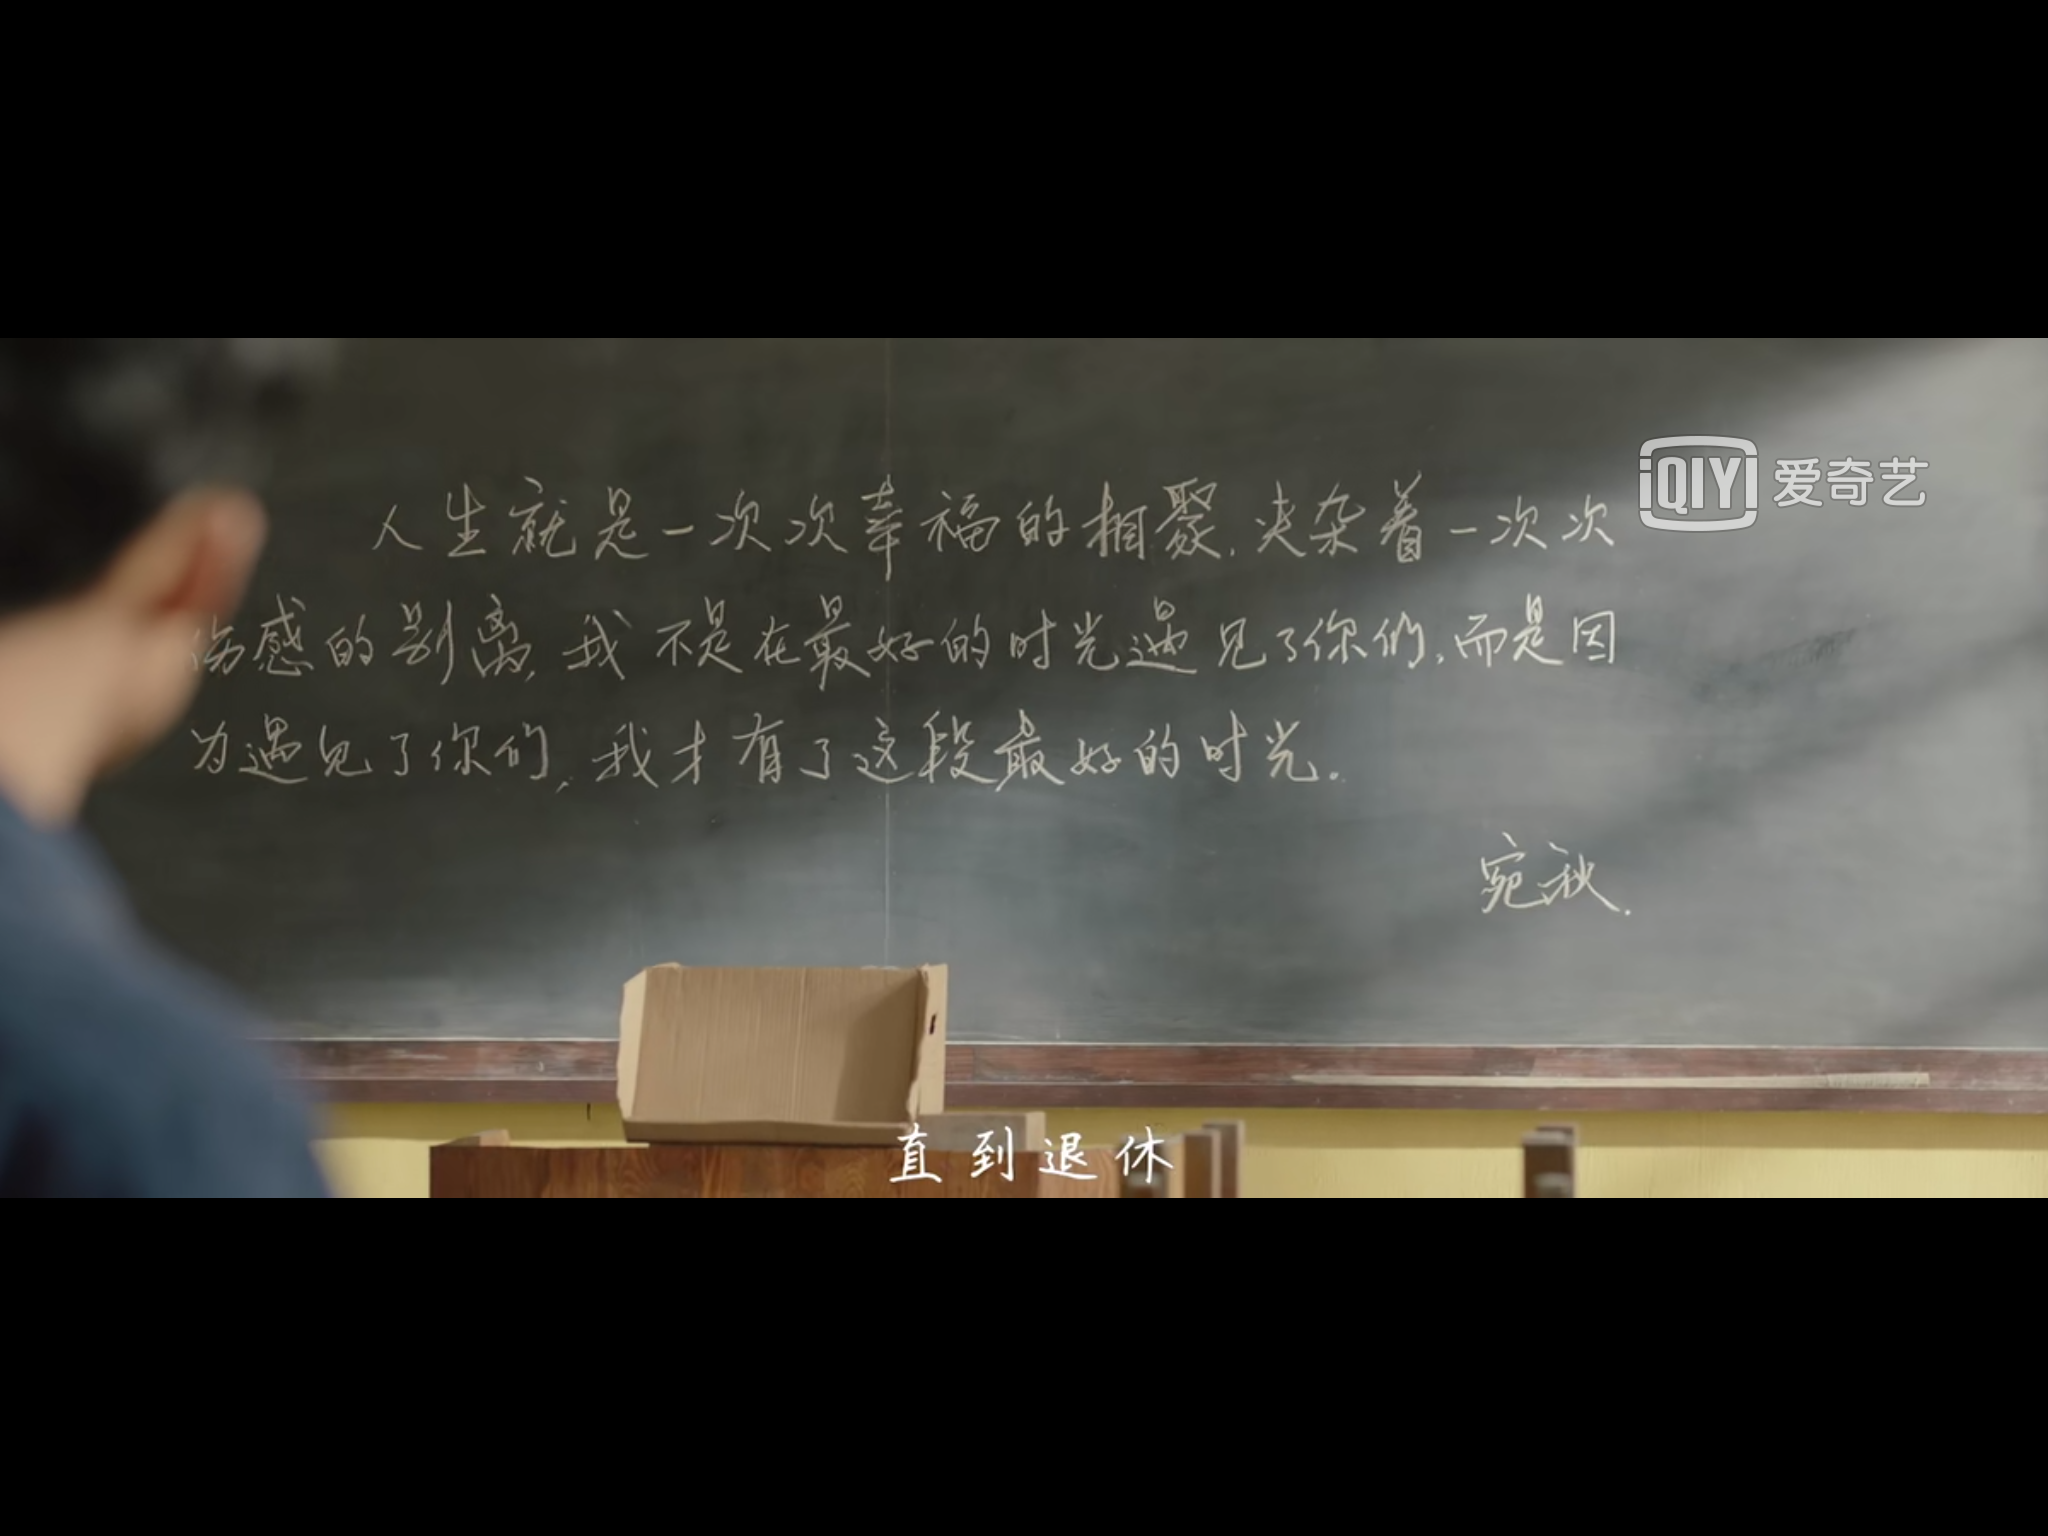 iQIY 爱奇艺
人生就是一次次幸福的相聚,夹杂着一次次
伤感的别离,我不是在最好的时光遇见了你们,而是因
为遇见了你们,我才有了这段最好的时光。
宛秋.
直到退休